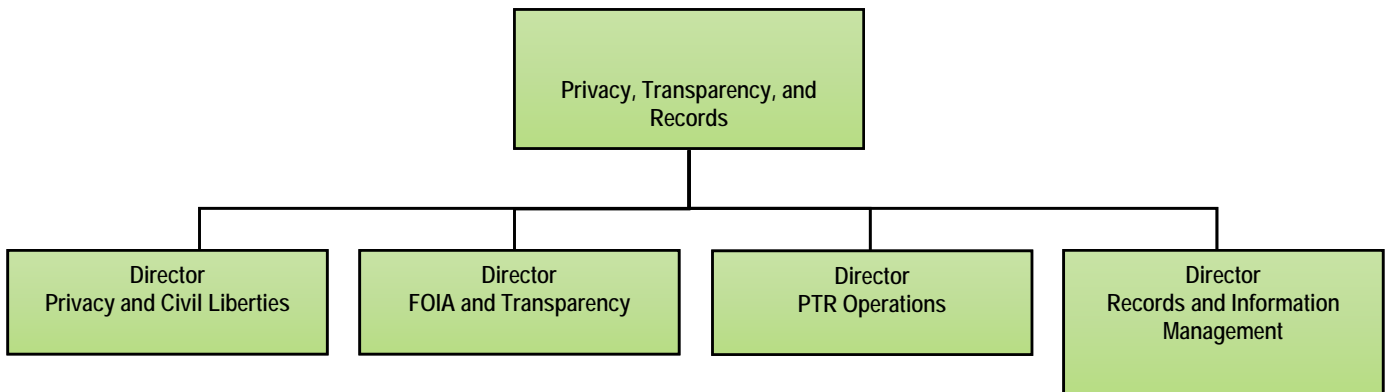 Privacy, Transparency, and
Records
Director
Privacy and Civil Liberties
Director
FOIA and Transparency
Director
PTR Operations
Director
Records and Information
Management